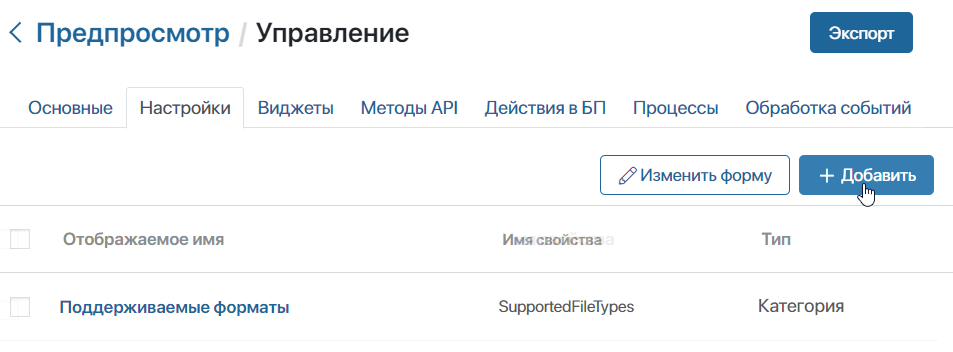 Предпросмотр / Управление
Экспорт
Основные Настройки Виджеты Методы API Действия в БП Процессы Обработка событий
Изменить форму + Добавить
Отображаемое имя Имя свойства Тип
Поддерживаемые форматы SupportedFileTypes Категория